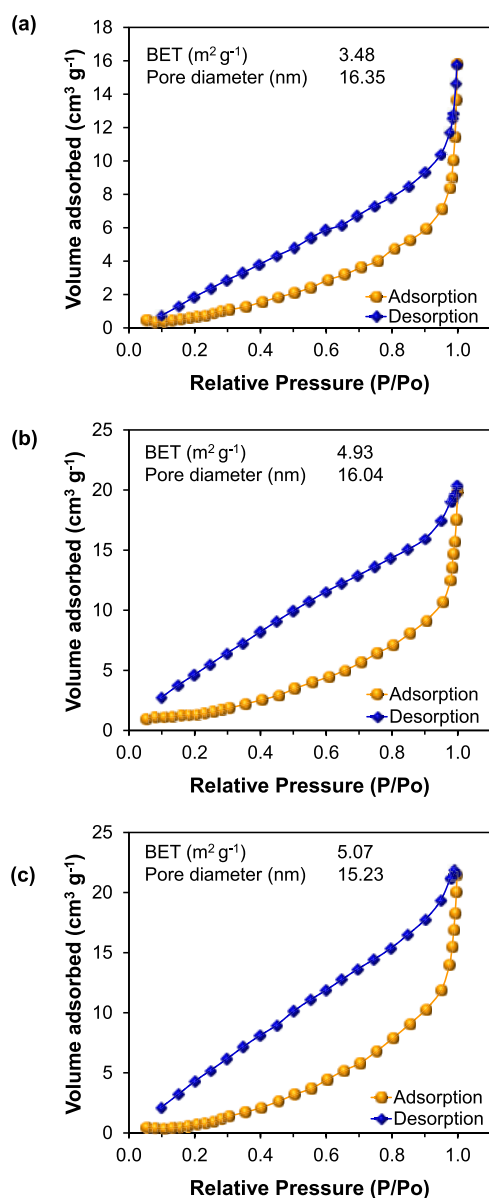 (a)
BET (m² g⁻¹) 3.48
Pore diameter (nm) 16.35
Volume adsorbed (cm³ g⁻¹)
18
16
14
12
10
8
6
4
2
0
Adsorption
Desorption
0.0 0.2 0.4 0.6 0.8 1.0
Relative Pressure (P/Po)
(b)
BET (m² g⁻¹) 4.93
Pore diameter (nm) 16.04
Volume adsorbed (cm³ g⁻¹)
25
20
15
10
5
0
Adsorption
Desorption
0.0 0.2 0.4 0.6 0.8 1.0
Relative Pressure (P/Po)
(c)
BET (m² g⁻¹) 5.07
Pore diameter (nm) 15.23
Volume adsorbed (cm³ g⁻¹)
25
20
15
10
5
0
Adsorption
Desorption
0.0 0.2 0.4 0.6 0.8 1.0
Relative Pressure (P/Po)